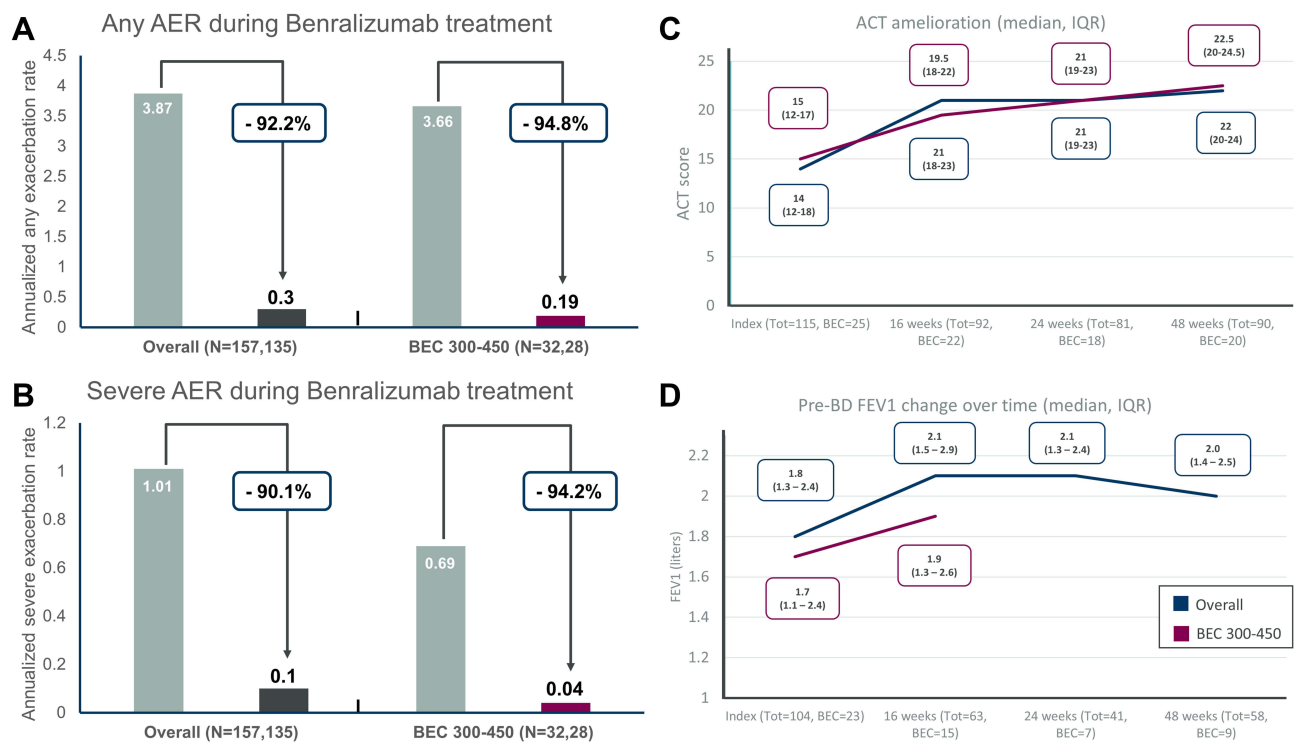 A
Any AER during Benralizumab treatment
Annualized any exacerbation rate
4.5
4
3.5
3
2.5
2
1.5
1
0.5
0
3.87
- 92.2%
0.3
3.66
- 94.8%
0.19
Overall (N=157,135)
BEC 300-450 (N=32,28)
B
Severe AER during Benralizumab treatment
Annualized severe exacerbation rate
1.2
1
0.8
0.6
0.4
0.2
0
1.01
- 90.1%
0.1
0.69
- 94.2%
0.04
Overall (N=157,135)
BEC 300-450 (N=32,28)
C
ACT amelioration (median, IQR)
ACT score
25
20
15
10
5
0
15
(12-17)
19.5
(18-22)
21
(19-23)
22.5
(20-24.5)
14
(12-18)
21
(18-23)
21
(19-23)
22
(20-24)
Index (Tot=115, BEC=25)
16 weeks (Tot=92,
BEC=22)
24 weeks (Tot=81,
BEC=18)
48 weeks (Tot=90,
BEC=20)
D
Pre-BD FEV1 change over time (median, IQR)
FEV1 (liters)
2.2
2
1.8
1.6
1.4
1.2
1
1.8
(1.3 – 2.4)
2.1
(1.5 – 2.9)
2.1
(1.3 – 2.4)
2.0
(1.4 – 2.5)
1.7
(1.1 – 2.4)
1.9
(1.3 – 2.6)
Overall
BEC 300-450
Index (Tot=104, BEC=23)
16 weeks (Tot=63,
BEC=15)
24 weeks (Tot=41,
BEC=7)
48 weeks (Tot=58,
BEC=9)